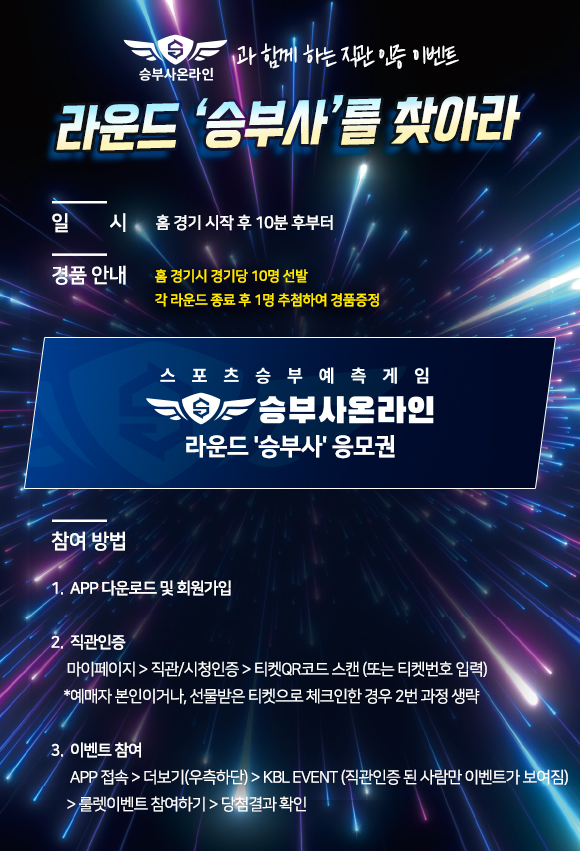 승부사온라인 과 함께 하는 직관 인증 이벤트
라운드 '승부사'를 찾아라
일 시 홈 경기 시작 후 10분 후부터
경품 안내 홈 경기시 경기당 10명 선발
각 라운드 종료 후 1명 추첨하여 경품증정
스포츠승부예측게임
승부사온라인
라운드 '승부사' 응모권
참여 방법
1. APP 다운로드 및 회원가입
2. 직관인증
마이페이지 > 직관/시청인증 > 티켓QR코드 스캔 (또는 티켓번호 입력)
*예매자 본인이거나, 선물받은 티켓으로 체크인한 경우 2번 과정 생략
3. 이벤트 참여
APP 접속 > 더보기(우측하단) > KBL EVENT (직관인증 된 사람만 이벤트가 보여짐)
> 룰렛이벤트 참여하기 > 당첨결과 확인